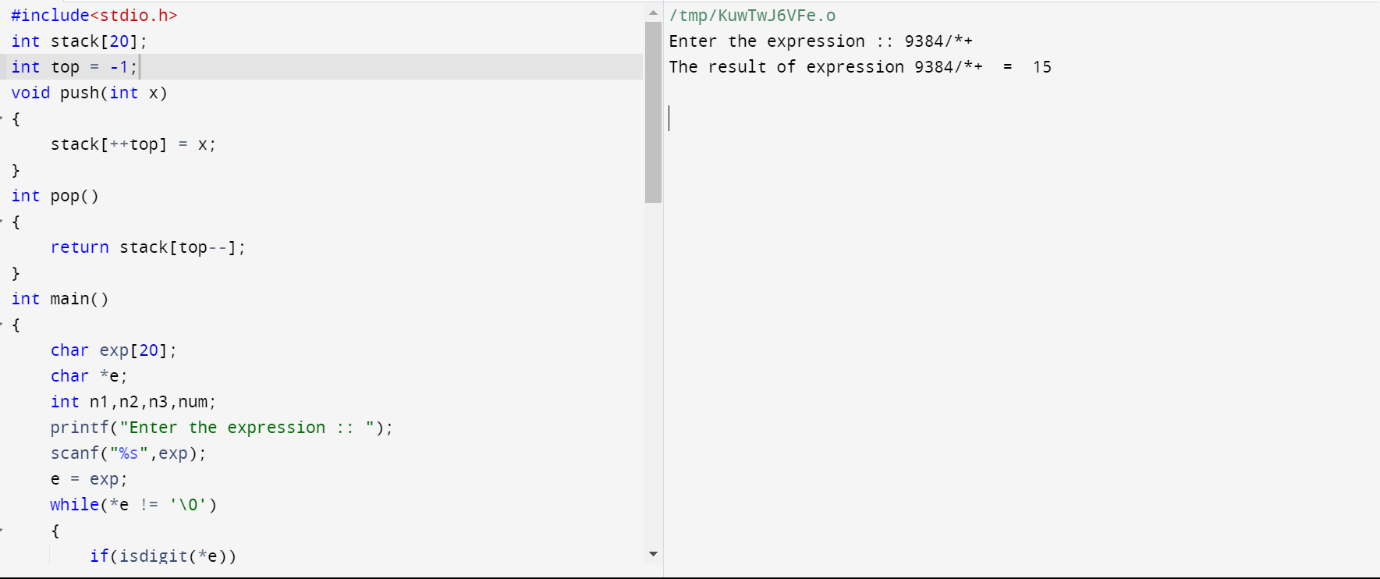 #include<stdio.h>
int stack[20];
int top = -1;
void push(int x)
{
    stack[++top] = x;
}
int pop()
{
    return stack[top--];
}
int main()
{
    char exp[20];
    char *e;
    int n1,n2,n3,num;
    printf("Enter the expression :: ");
    scanf("%s",exp);
    e = exp;
    while(*e != '\0')
    {
        if(isdigit(*e))
/tmp/KuwTwJ6VFe.o
Enter the expression :: 9384/*+
The result of expression 9384/*+  =  15